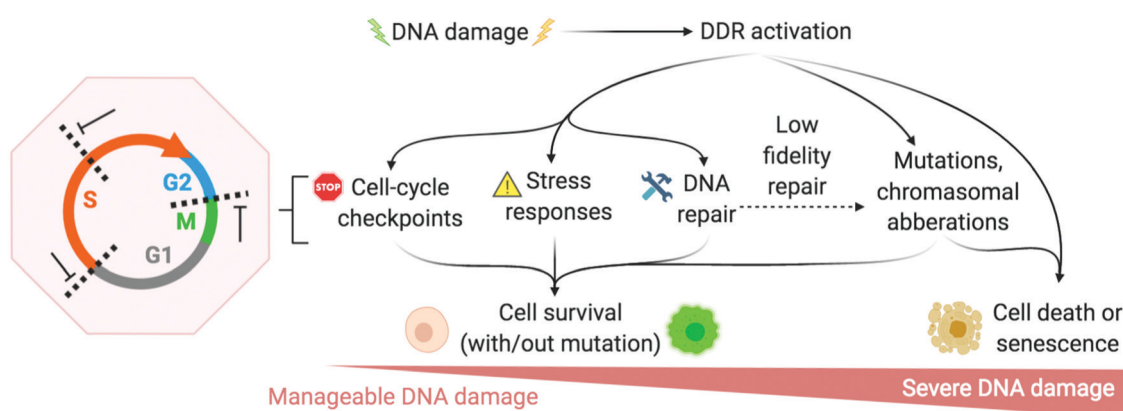 DNA damage
DDR activation
S
G2
M
G1
STOP
Cell-cycle
checkpoints
Stress
responses
DNA
repair
Low
fidelity
repair
Mutations,
chromasomal
abberations
Cell survival
(with/out mutation)
Cell death or
senescence
Manageable DNA damage
Severe DNA damage